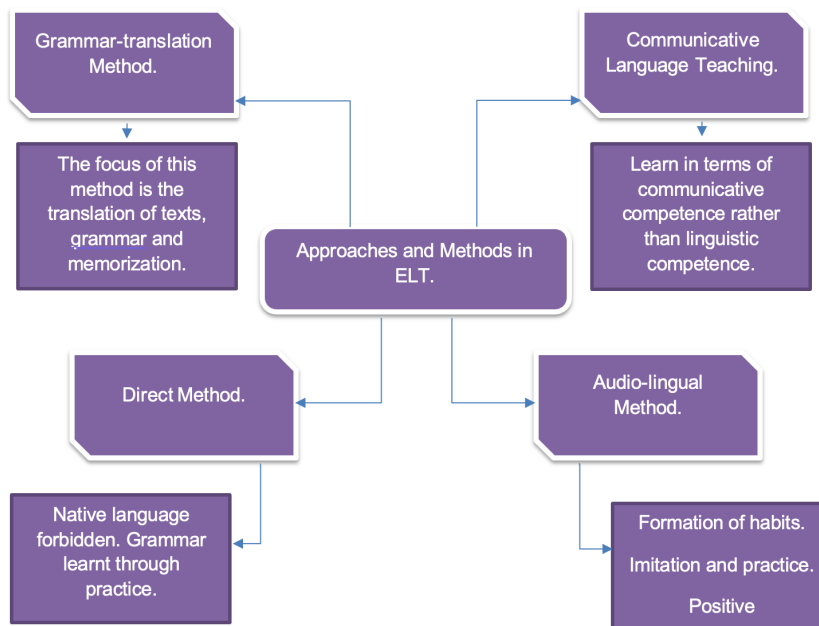 Grammar-translation
Method.
Communicative
Language Teaching.
The focus of this
method is the
translation of texts,
grammar and
memorization.
Learn in terms of
communicative
competence rather
than linguistic
competence.
Approaches and Methods in
ELT.
Direct Method.
Audio-lingual
Method.
Native language
forbidden. Grammar
learnt through
practice.
Formation of habits.
Imitation and practice.
Positive